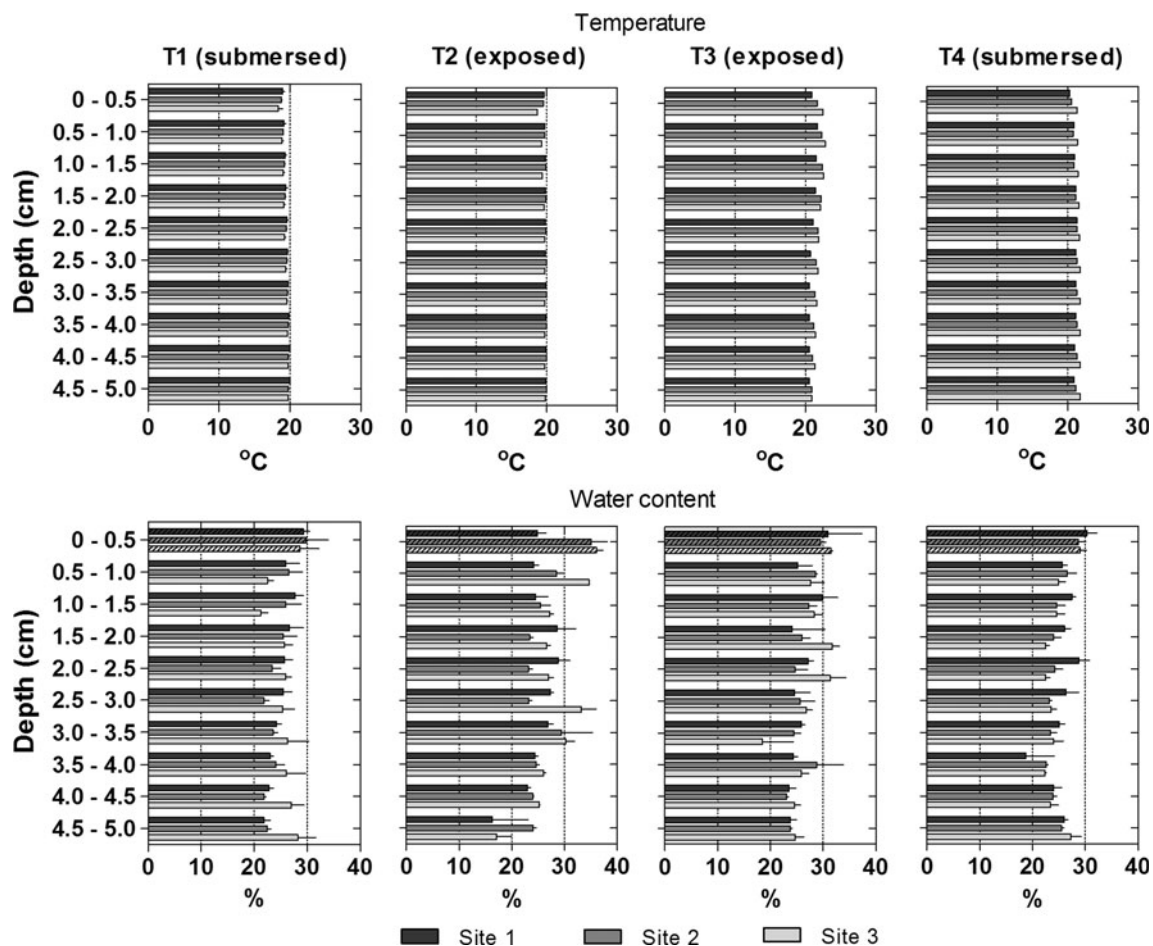 Temperature
T1 (submersed) T2 (exposed) T3 (exposed) T4 (submersed)
Depth (cm)
0 - 0.5
0.5 - 1.0
1.0 - 1.5
1.5 - 2.0
2.0 - 2.5
2.5 - 3.0
3.0 - 3.5
3.5 - 4.0
4.0 - 4.5
4.5 - 5.0
0 10 20 30 0 10 20 30 0 10 20 30 0 10 20 30
ºC ºC ºC ºC
Water content
Depth (cm)
0 - 0.5
0.5 - 1.0
1.0 - 1.5
1.5 - 2.0
2.0 - 2.5
2.5 - 3.0
3.0 - 3.5
3.5 - 4.0
4.0 - 4.5
4.5 - 5.0
0 10 20 30 40 0 10 20 30 40 0 10 20 30 40 0 10 20 30 40
% % % %
Site 1 Site 2 Site 3